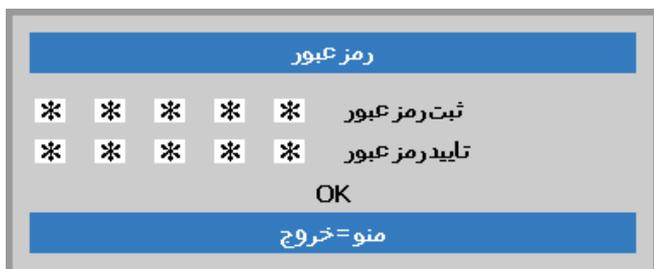 رمز عبور
ثبت رمز عبور * * * * *
تایید رمز عبور * * * * *
OK
منو=خروج